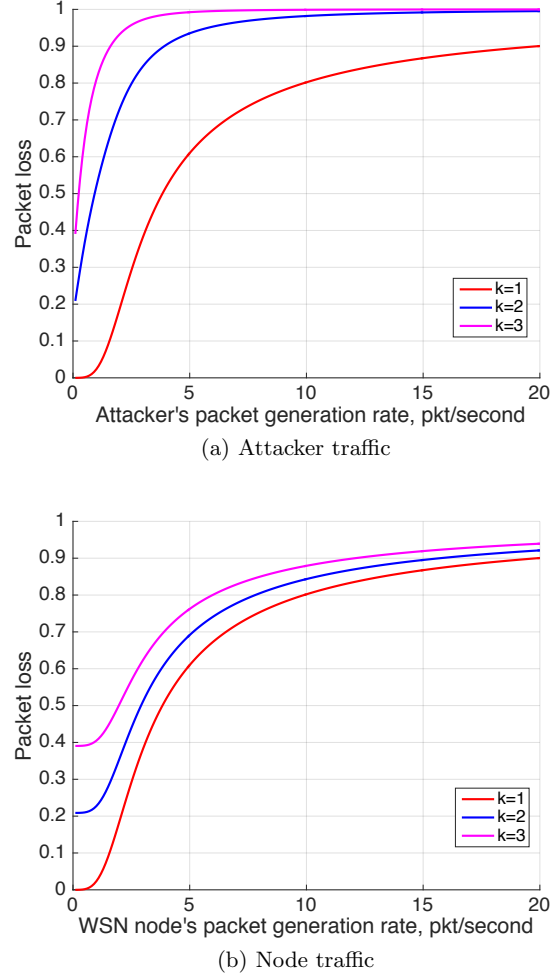 1
0.9
0.8
0.7
0.6
0.5
0.4
0.3
0.2
0.1
0
Packet loss
k=1
k=2
k=3
0 5 10 15 20
Attacker's packet generation rate, pkt/second
(a) Attacker traffic
1
0.9
0.8
0.7
0.6
0.5
0.4
0.3
0.2
0.1
0
Packet loss
k=1
k=2
k=3
0 5 10 15 20
WSN node's packet generation rate, pkt/second
(b) Node traffic